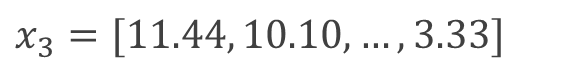 x₃ = [11.44, 10.10, ..., 3.33]